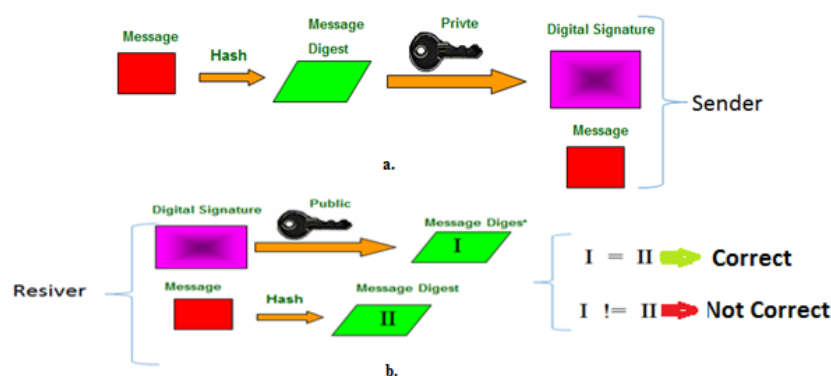 Message
Hash
Message
Digest
Privte
Digital Signature
Message
Sender
a.
Resiver
Digital Signature
Public
Message Diges
I
Message
Hash
Message Digest
II
I = II Correct
I != II Not Correct
b.